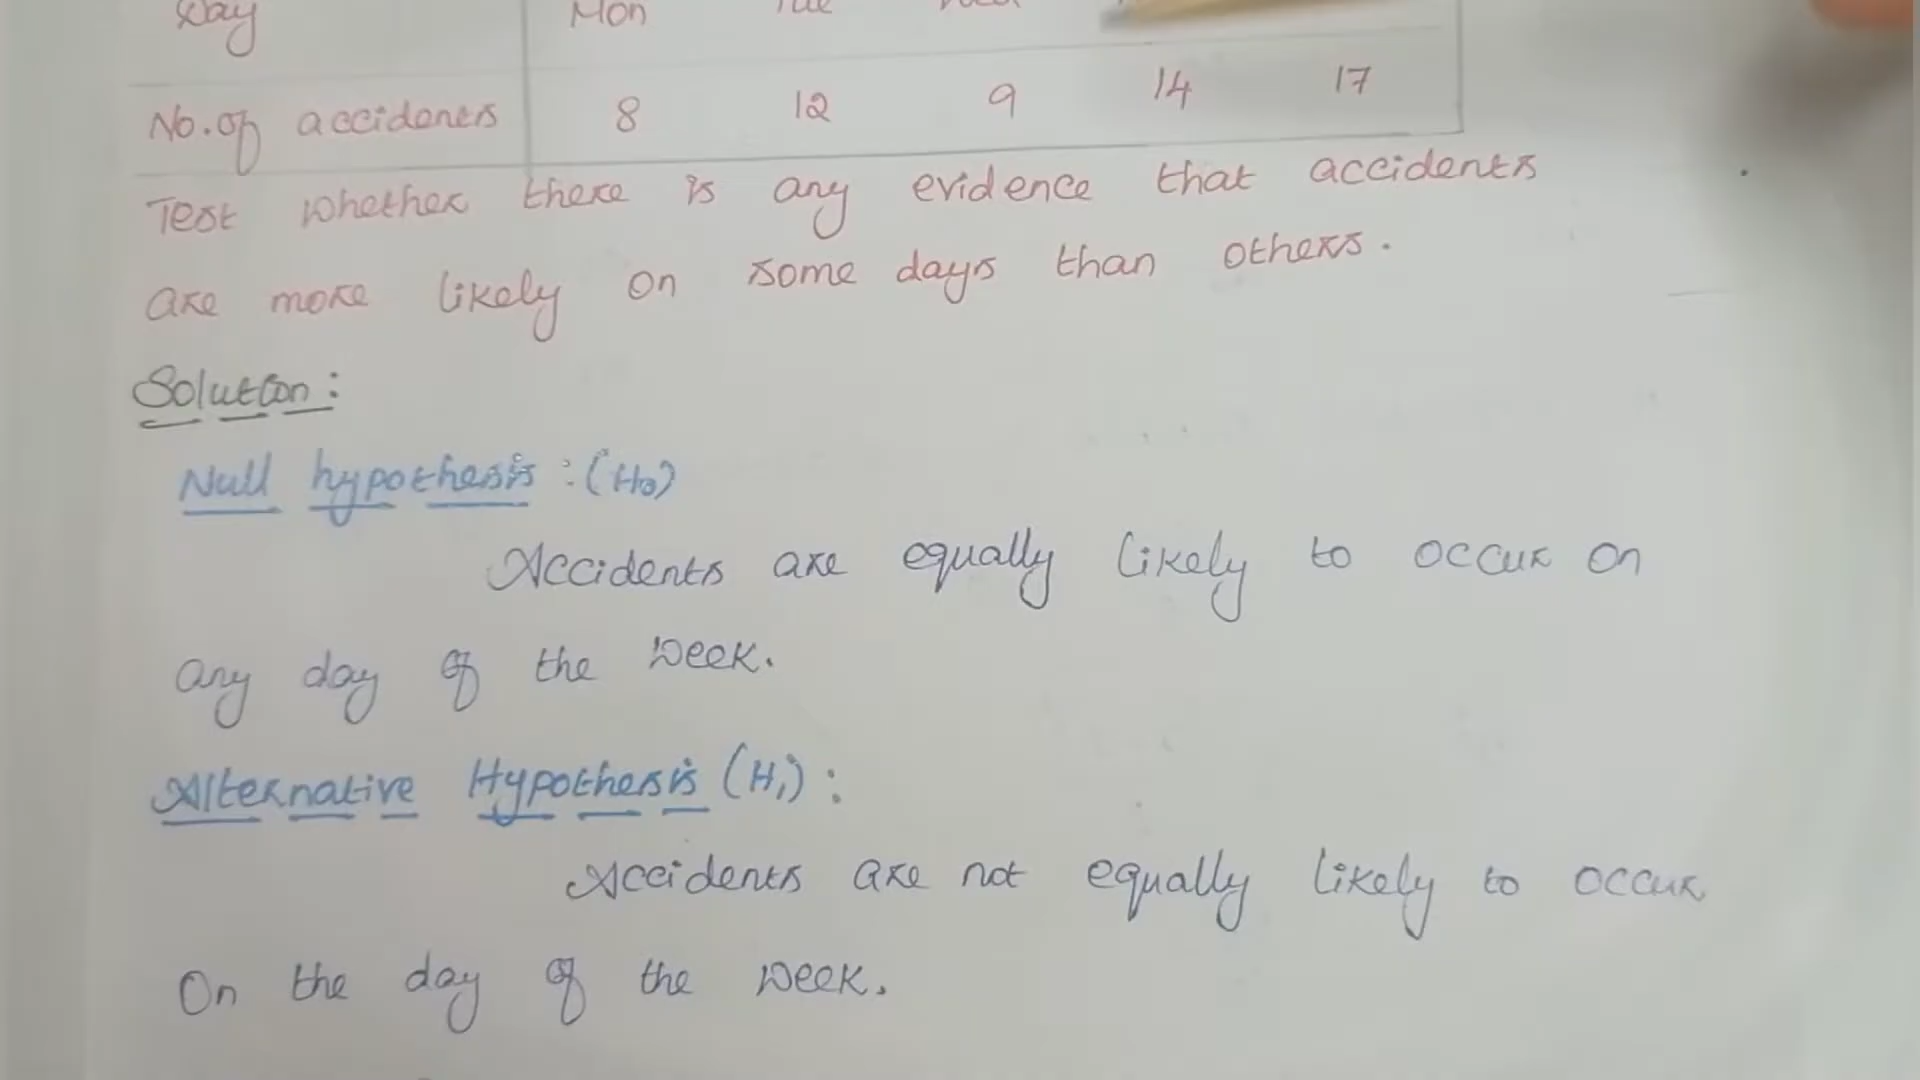 Day Mon Tue Wed
No. of accidents 8 12 9 14 17
Test whether there is any evidence that accidents
are more likely on some days than others.
Solution:
Null hypothesis: (H0)
Accidents are equally likely to occur on
any day of the week.
Alternative Hypothesis (H1):
Accidents are not equally likely to occur
On the day of the week.